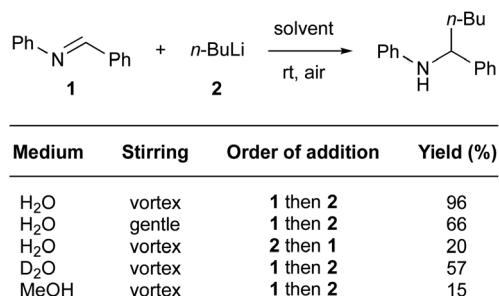 n-Bu
solvent
Ph N Ph + n-BuLi Ph N Ph
rt, air H
1 2
Medium Stirring Order of addition Yield (%)
H2O vortex 1 then 2 96
H2O gentle 1 then 2 66
H2O vortex 2 then 1 20
D2O vortex 1 then 2 57
MeOH vortex 1 then 2 15